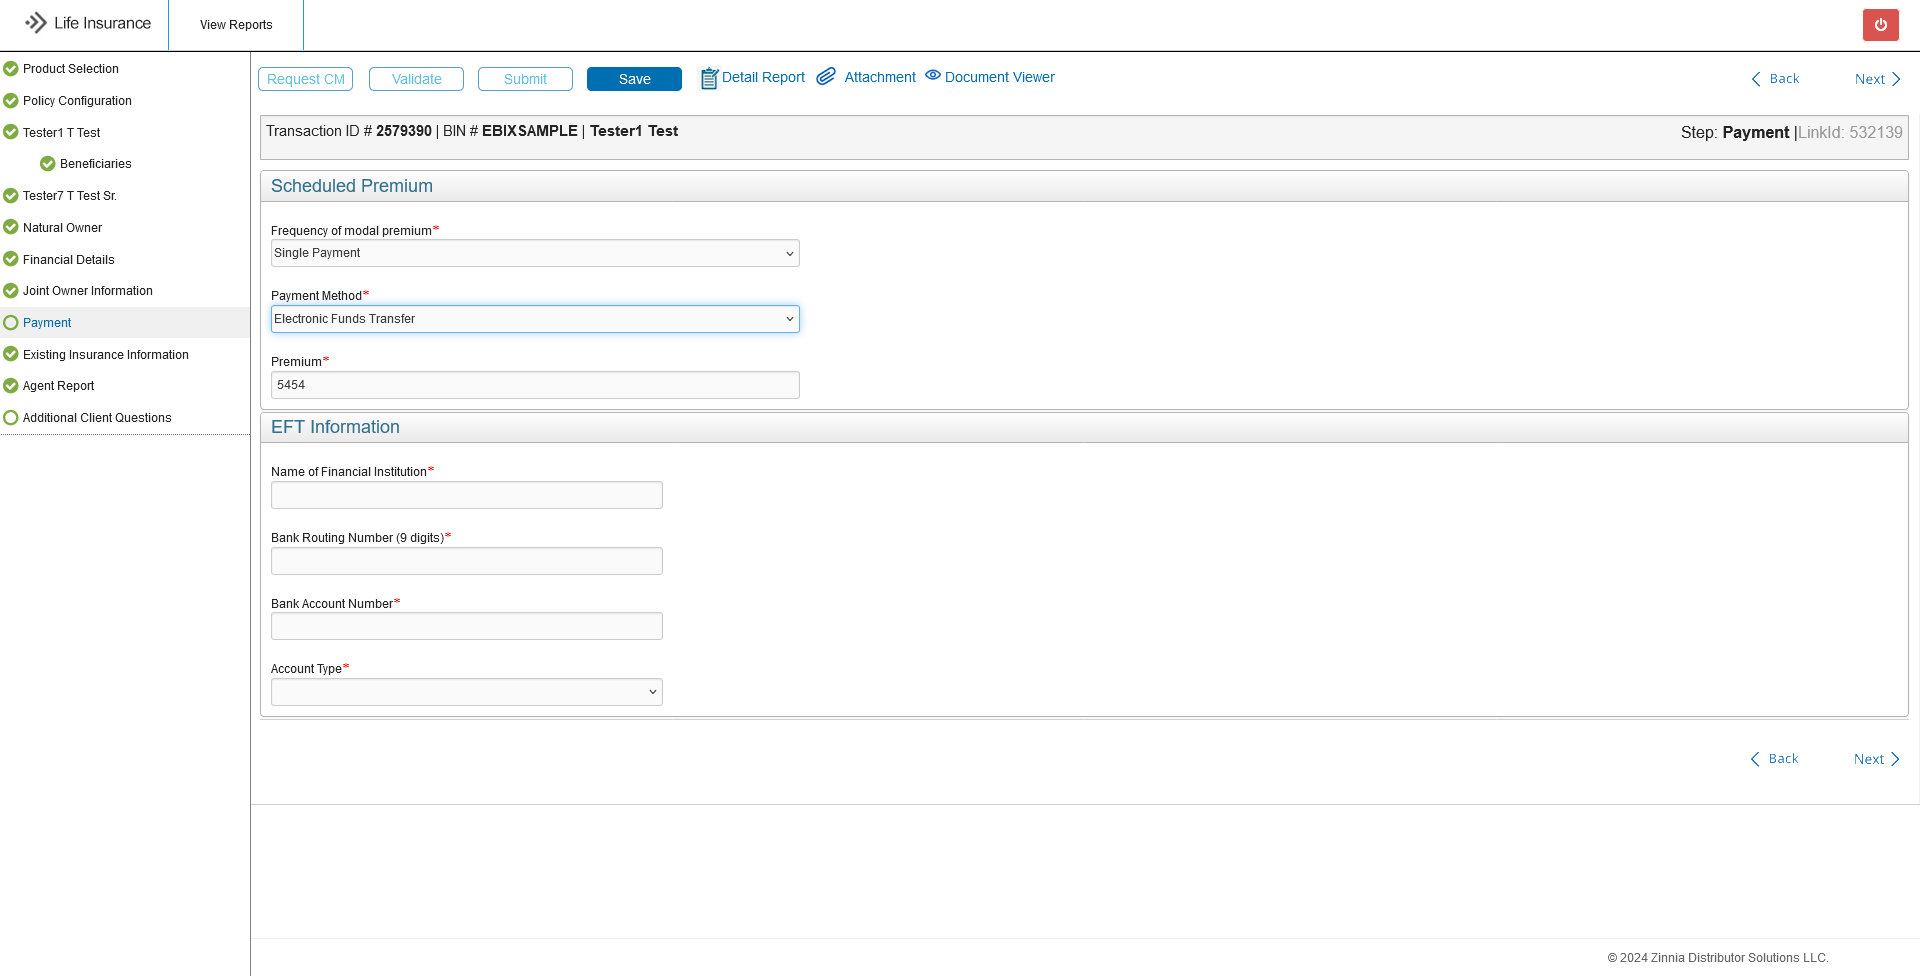 Life Insurance
View Reports
Product Selection
Policy Configuration
Tester1 T Test
Beneficiaries
Tester7 T Test Sr.
Natural Owner
Financial Details
Joint Owner Information
Payment
Existing Insurance Information
Agent Report
Additional Client Questions
Request CM Validate Submit Save Detail Report Attachment Document Viewer Back Next
Transaction ID # 2579390 | BIN # EBIXSAMPLE | Tester1 Test
Step: Payment |LinkId: 532139
Scheduled Premium
Frequency of modal premium*
Single Payment
Payment Method*
Electronic Funds Transfer
Premium*
5454
EFT Information
Name of Financial Institution*
Bank Routing Number (9 digits)*
Bank Account Number*
Account Type*
Back Next
© 2024 Zinnia Distributor Solutions LLC.